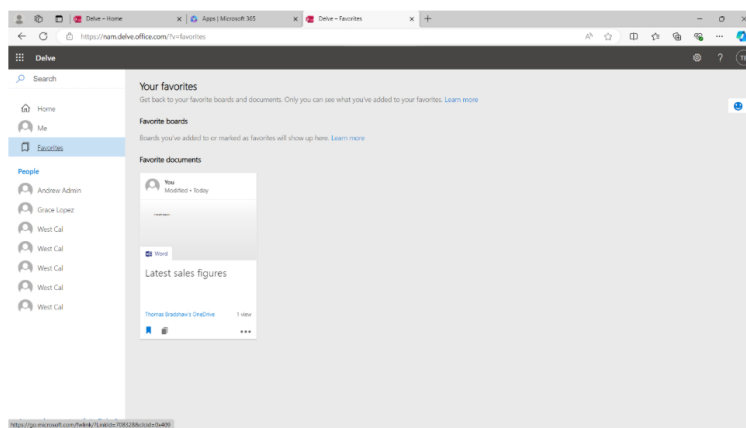 Delve – Home
Apps | Microsoft 365
Delve – Favorites
https://nam.delve.office.com/?v=favorites
Delve
Search
Home
Me
Favorites
People
Andrew Admin
Grace Lopez
West Cal
West Cal
West Cal
West Cal
West Cal
Your favorites
Get back to your favorite boards and documents. Only you can see what you've added to your favorites. Learn more
Favorite boards
Boards you've added to or marked as favorites will show up here. Learn more
Favorite documents
You
Modified • Today
Word
Latest sales figures
Thomas Bradshaw's OneDrive 1 view